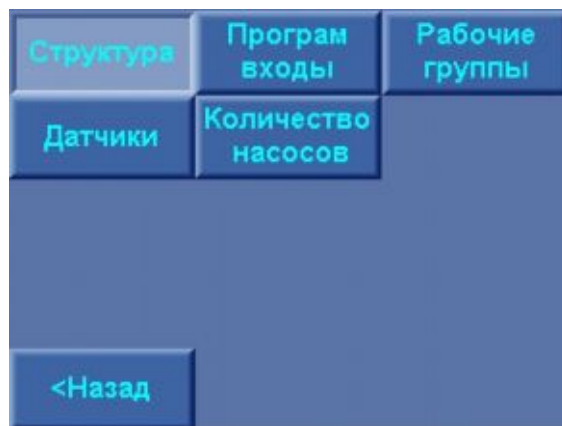 Структура
Програм
входы
Рабочие
группы
Датчики
Количество
насосов
<Назад